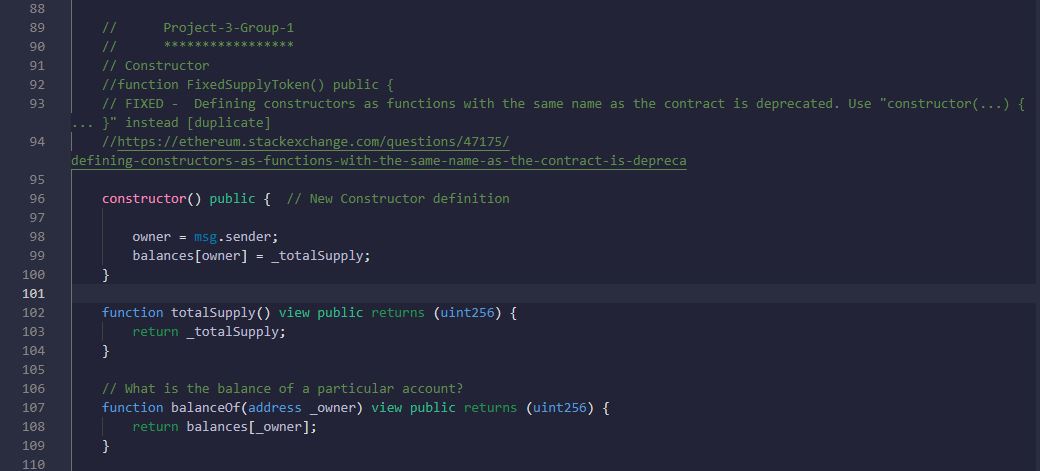 88
89 //      Project-3-Group-1
90 //      *****************
91 // Constructor
92 //function FixedSupplyToken() public {
93 // FIXED -  Defining constructors as functions with the same name as the contract is deprecated. Use "constructor(...) {
... }" instead [duplicate]
94 //https://ethereum.stackexchange.com/questions/47175/
defining-constructors-as-functions-with-the-same-name-as-the-contract-is-depreca
95
96 constructor() public {  // New Constructor definition
97
98     owner = msg.sender;
99     balances[owner] = _totalSupply;
100 }
101
102 function totalSupply() view public returns (uint256) {
103     return _totalSupply;
104 }
105
106 // What is the balance of a particular account?
107 function balanceOf(address _owner) view public returns (uint256) {
108     return balances[_owner];
109 }
110